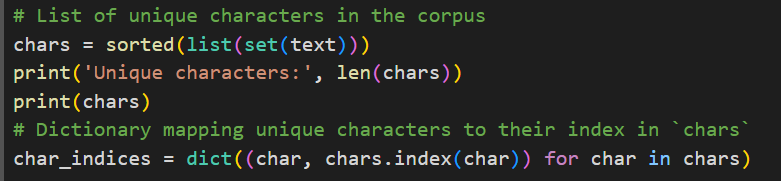 # List of unique characters in the corpus
chars = sorted(list(set(text)))
print('Unique characters:', len(chars))
print(chars)
# Dictionary mapping unique characters to their index in `chars`
char_indices = dict((char, chars.index(char)) for char in chars)